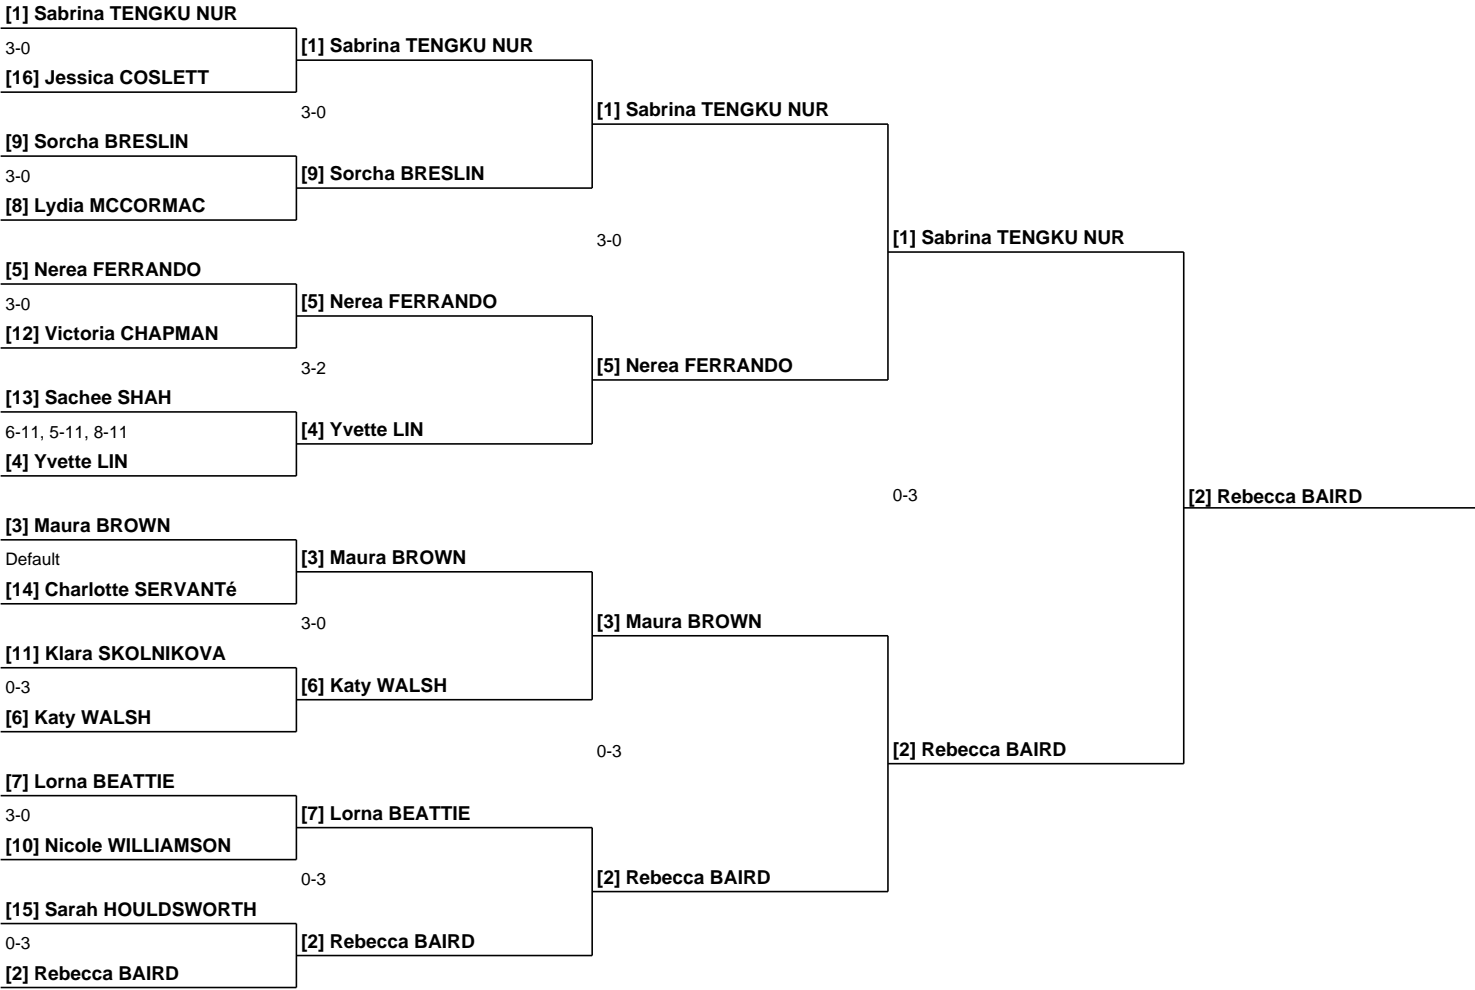 [1] Sabrina TENGKU NUR
3-0
[16] Jessica COSLETT
[9] Sorcha BRESLIN
3-0
[8] Lydia MCCORMAC
[5] Nerea FERRANDO
3-0
[12] Victoria CHAPMAN
[13] Sachee SHAH
6-11, 5-11, 8-11
[4] Yvette LIN
[3] Maura BROWN
Default
[14] Charlotte SERVANTé
[11] Klara SKOLNIKOVA
0-3
[6] Katy WALSH
[7] Lorna BEATTIE
3-0
[10] Nicole WILLIAMSON
[15] Sarah HOULDSWORTH
0-3
[2] Rebecca BAIRD
[1] Sabrina TENGKU NUR
3-0
[9] Sorcha BRESLIN
[5] Nerea FERRANDO
3-2
[4] Yvette LIN
[3] Maura BROWN
3-0
[6] Katy WALSH
[7] Lorna BEATTIE
0-3
[2] Rebecca BAIRD
[1] Sabrina TENGKU NUR
3-0
[5] Nerea FERRANDO
[3] Maura BROWN
0-3
[2] Rebecca BAIRD
[1] Sabrina TENGKU NUR
0-3
[2] Rebecca BAIRD
[2] Rebecca BAIRD